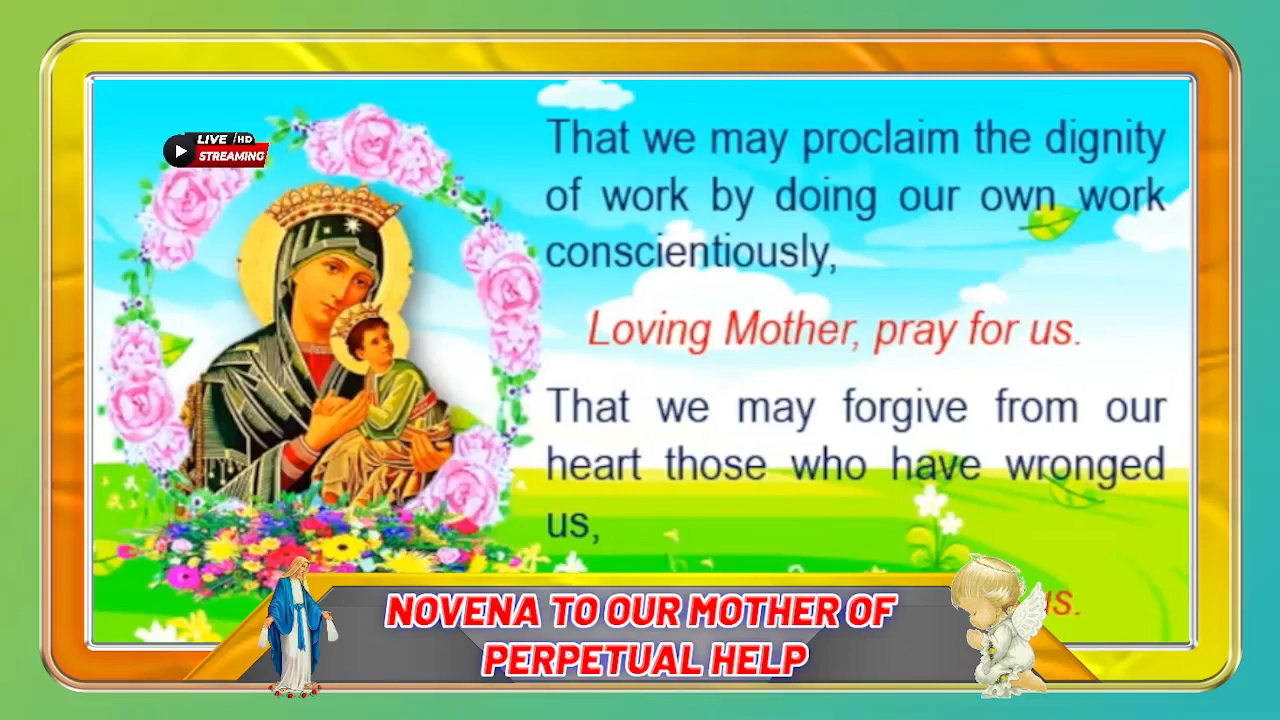 LIVE /HD
STREAMING
That we may proclaim the dignity
of work by doing our own work
conscientiously,
Loving Mother, pray for us.
That we may forgive from our
heart those who have wronged
us,
us.
NOVENA TO OUR MOTHER OF
PERPETUAL HELP